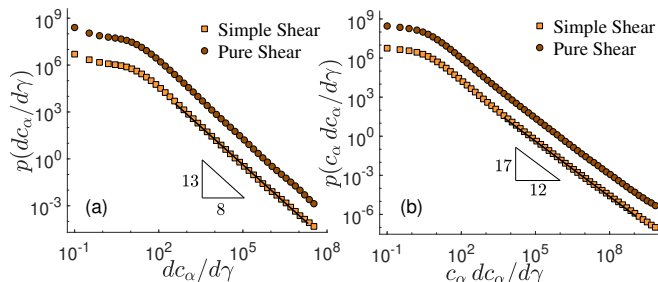 10^9
10^6
10^3
10^0
10^-3
p(dc_α/dγ)
Simple Shear
Pure Shear
13
8
(a)
10^-1 10^2 10^5 10^8
dc_α/dγ
10^9
10^6
10^3
10^0
10^-3
10^-6
p(c_α dc_α/dγ)
Simple Shear
Pure Shear
17
12
(b)
10^-1 10^2 10^5 10^8
c_α dc_α/dγ